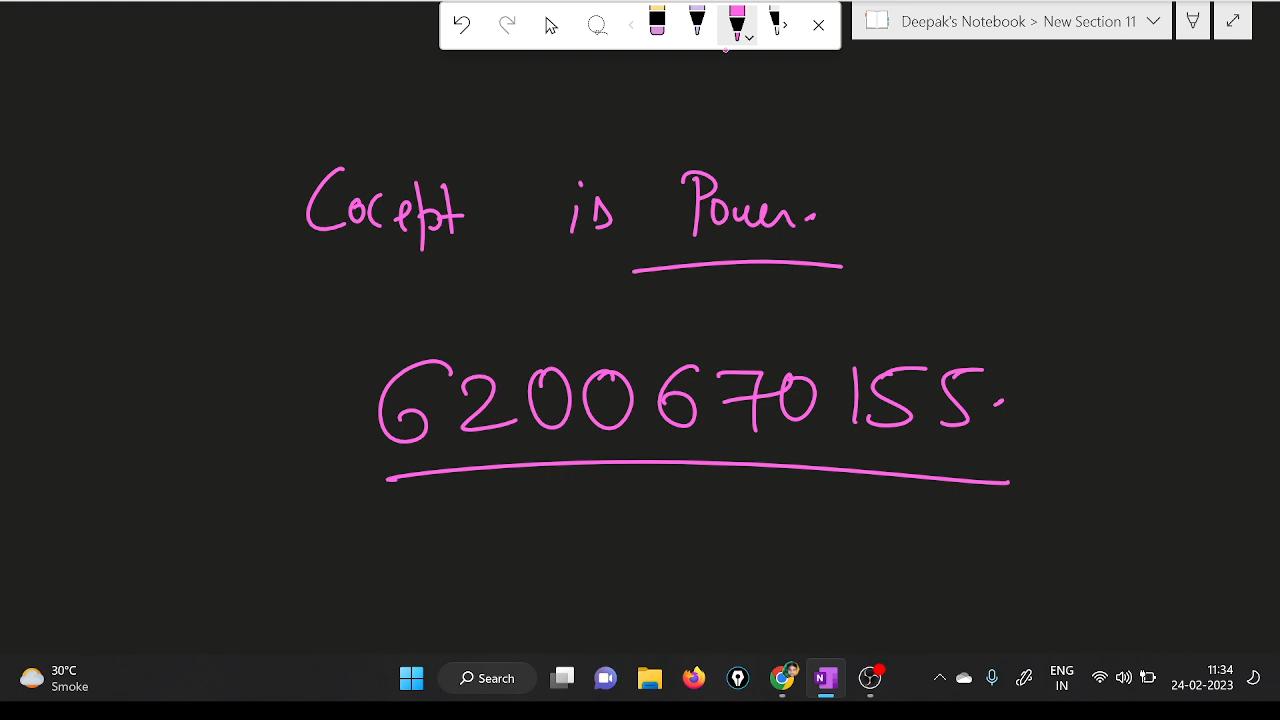 Deepak's Notebook > New Section 11
Cocept is Power.
6200670155.
30°C
Smoke
Search
ENG
IN
11:34
24-02-2023